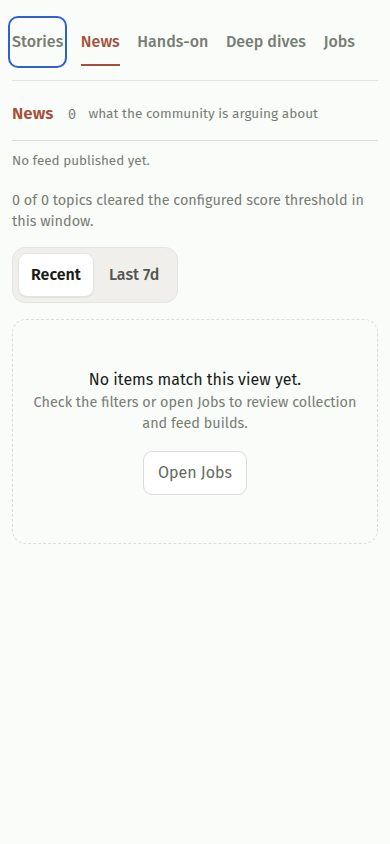 Stories News Hands-on Deep dives Jobs
News 0 what the community is arguing about
No feed published yet.
0 of 0 topics cleared the configured score threshold in
this window.
Recent Last 7d
No items match this view yet.
Check the filters or open Jobs to review collection
and feed builds.
Open Jobs